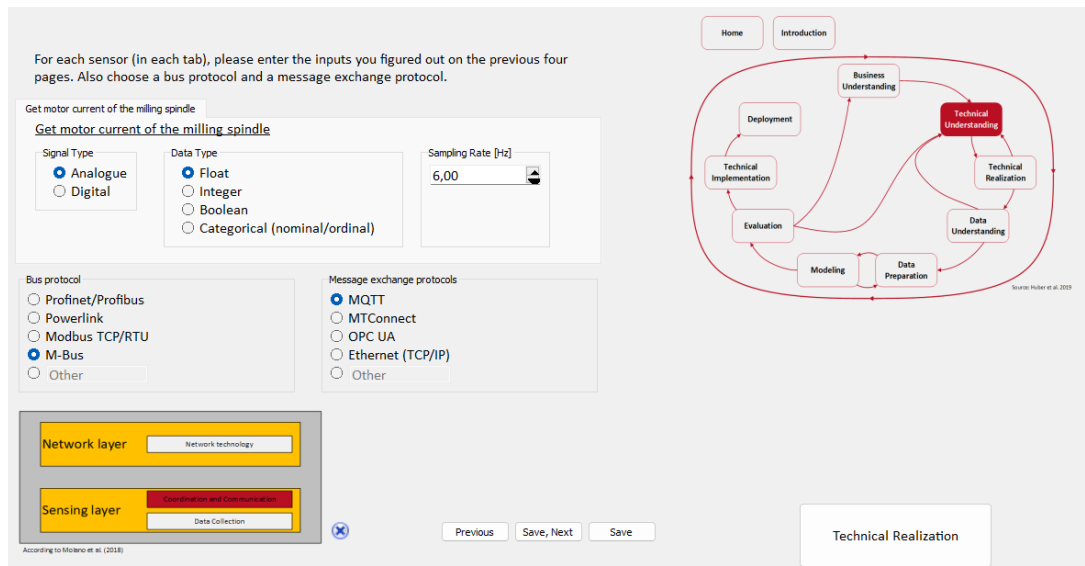 For each sensor (in each tab), please enter the inputs you figured out on the previous four
pages. Also choose a bus protocol and a message exchange protocol.
Get motor current of the milling spindle
Get motor current of the milling spindle
Signal Type
Analogue
Digital
Data Type
Float
Integer
Boolean
Categorical (nominal/ordinal)
Sampling Rate [Hz]
6,00
Bus protocol
Profinet/Profibus
Powerlink
Modbus TCP/RTU
M-Bus
Other
Message exchange protocols
MQTT
MTConnect
OPC UA
Ethernet (TCP/IP)
Other
Network layer
Network technology
Sensing layer
Coordination and Communication
Data Collection
According to Molano et al. (2018)
Previous
Save, Next
Save
Home
Introduction
Business
Understanding
Technical
Understanding
Deployment
Technical
Implementation
Technical
Realization
Evaluation
Data
Understanding
Modeling
Data
Preparation
Source: Huber et al. 2019
Technical Realization